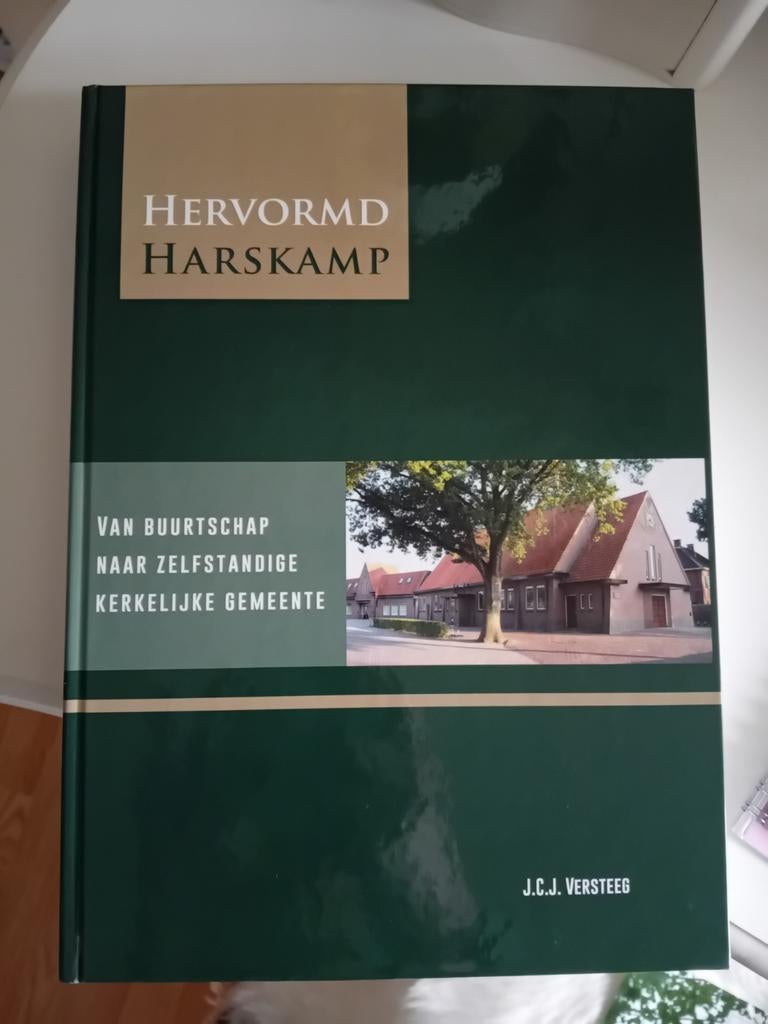 HERVORMD
HARSKAMP
VAN BUURTSCHAP
NAAR ZELFSTANDIGE
KERKELIJKE GEMEENTE
J.C.J. VERSTEEG